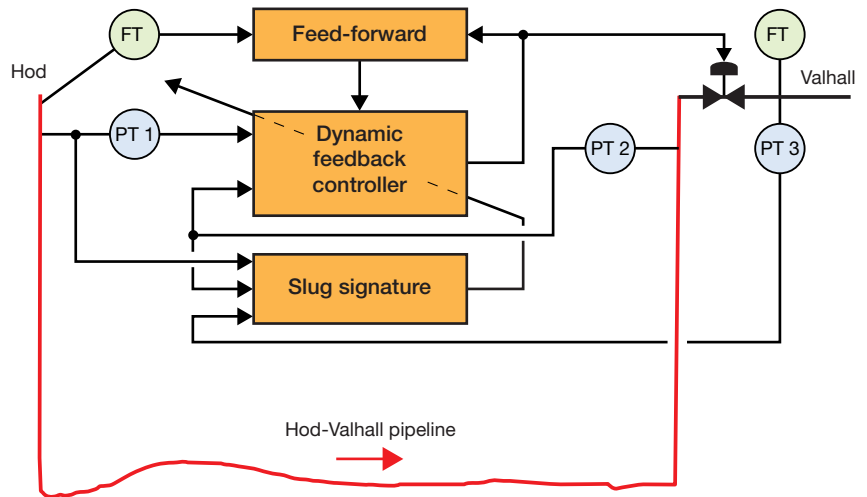 FT
Feed-forward
FT
Hod
Valhall
PT 1
Dynamic
feedback
controller
PT 2
PT 3
Slug signature
Hod-Valhall pipeline